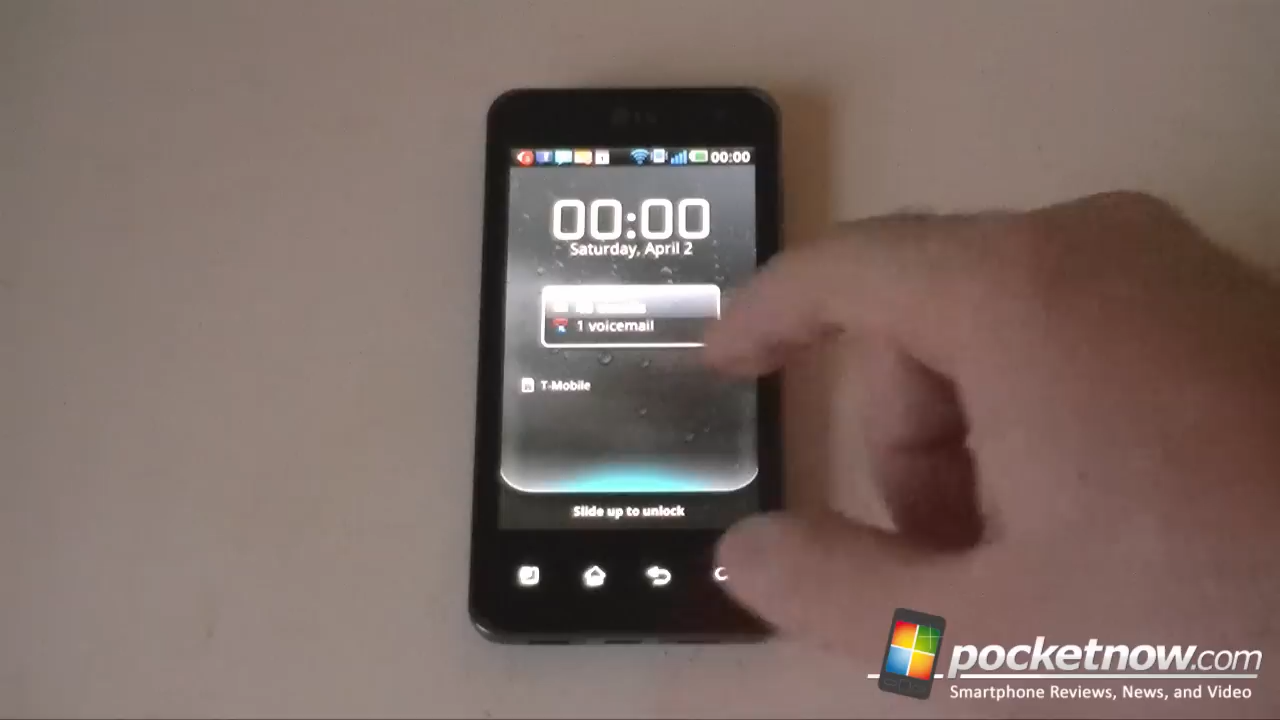 00:00
00:00
Saturday, April 2
1 voicemail
T-Mobile
Slide up to unlock
pocketnow.com
Smartphone Reviews, News, and Video